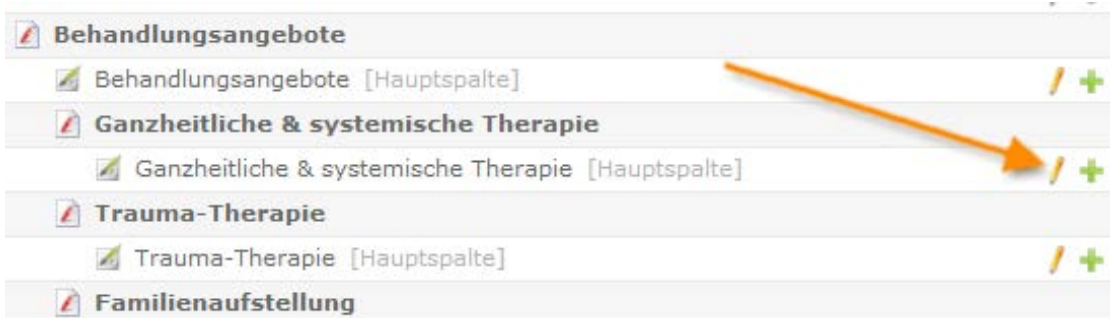 Behandlungsangebote
Behandlungsangebote [Hauptspalte]
Ganzheitliche & systemische Therapie
Ganzheitliche & systemische Therapie [Hauptspalte]
Trauma-Therapie
Trauma-Therapie [Hauptspalte]
Familienaufstellung